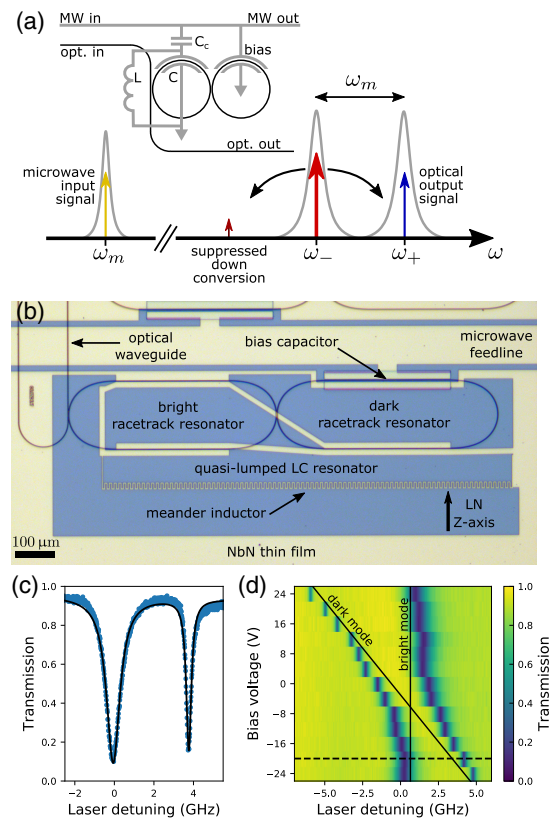 (a)
MW in
MW out
C_c
bias
opt. in
L
C
opt. out
ω_m
microwave
input
signal
optical
output
signal
suppressed
down
conversion
ω_m
ω_−
ω_+
ω
(b)
optical
waveguide
bias capacitor
microwave
feedline
bright
racetrack resonator
dark
racetrack resonator
quasi-lumped LC resonator
meander inductor
LN
Z-axis
100 μm
NbN thin film
(c)
Transmission
1.0
0.8
0.6
0.4
0.2
0.0
−2
0
2
4
Laser detuning (GHz)
(d)
Bias voltage (V)
24
16
8
0
−8
−16
−24
dark mode
bright mode
−5.0
−2.5
0.0
2.5
5.0
Laser detuning (GHz)
1.0
0.8
0.6
0.4
0.2
0.0
Transmission